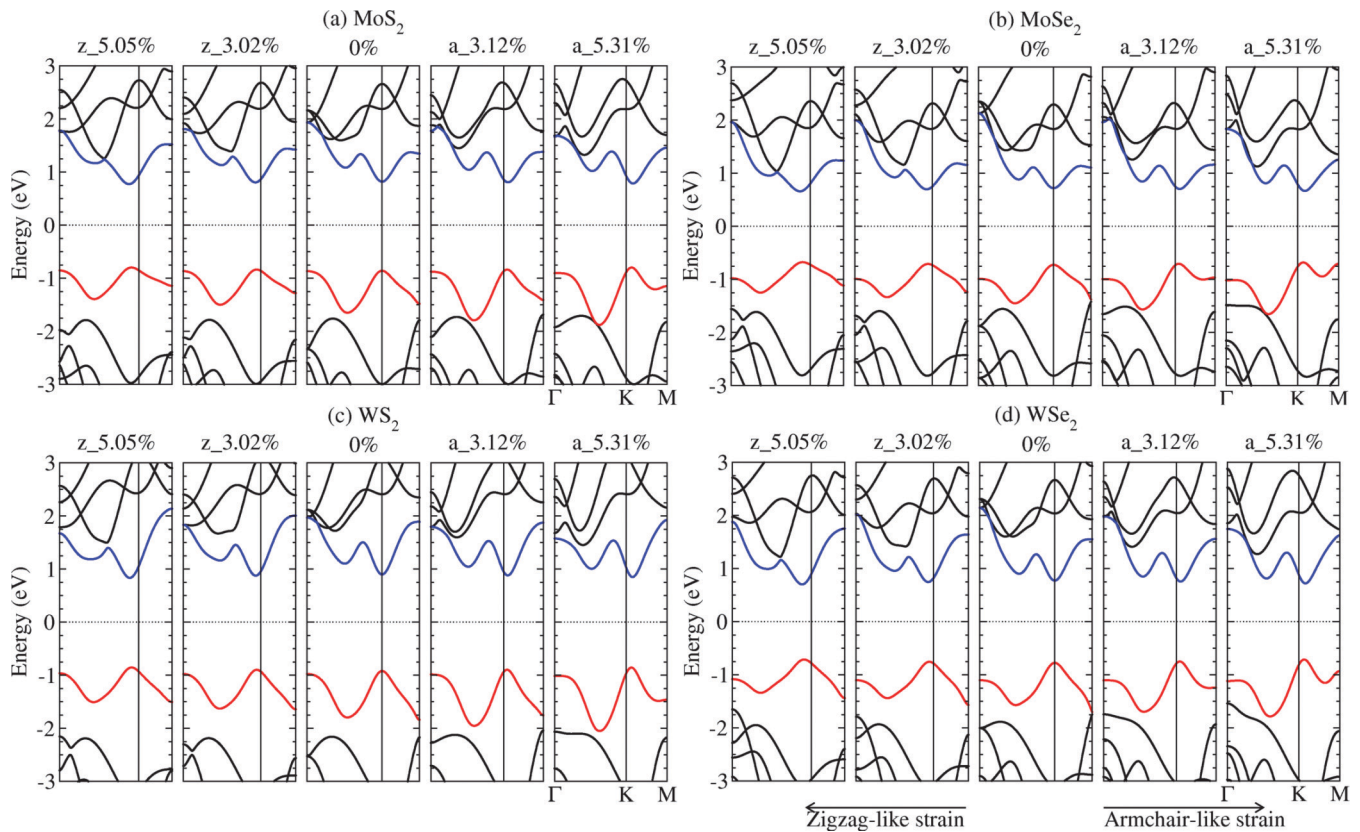 (a) MoS2
z_5.05% z_3.02% 0% a_3.12% a_5.31%
3
2
1
0
-1
-2
-3
Energy (eV)
Γ K M
(b) MoSe2
z_5.05% z_3.02% 0% a_3.12% a_5.31%
3
2
1
0
-1
-2
-3
Energy (eV)
Γ K M
(c) WS2
z_5.05% z_3.02% 0% a_3.12% a_5.31%
3
2
1
0
-1
-2
-3
Energy (eV)
Γ K M
(d) WSe2
z_5.05% z_3.02% 0% a_3.12% a_5.31%
3
2
1
0
-1
-2
-3
Energy (eV)
Γ K M
Zigzag-like strain Armchair-like strain